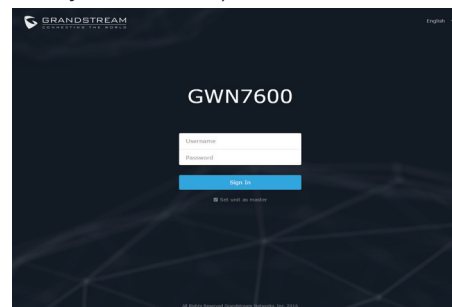 GRANDSTREAM
CONNECTING THE WORLD
English
GWN7600
Username
Password
Sign In
Set unit as master
All Rights Reserved Grandstream Networks, Inc. 2016